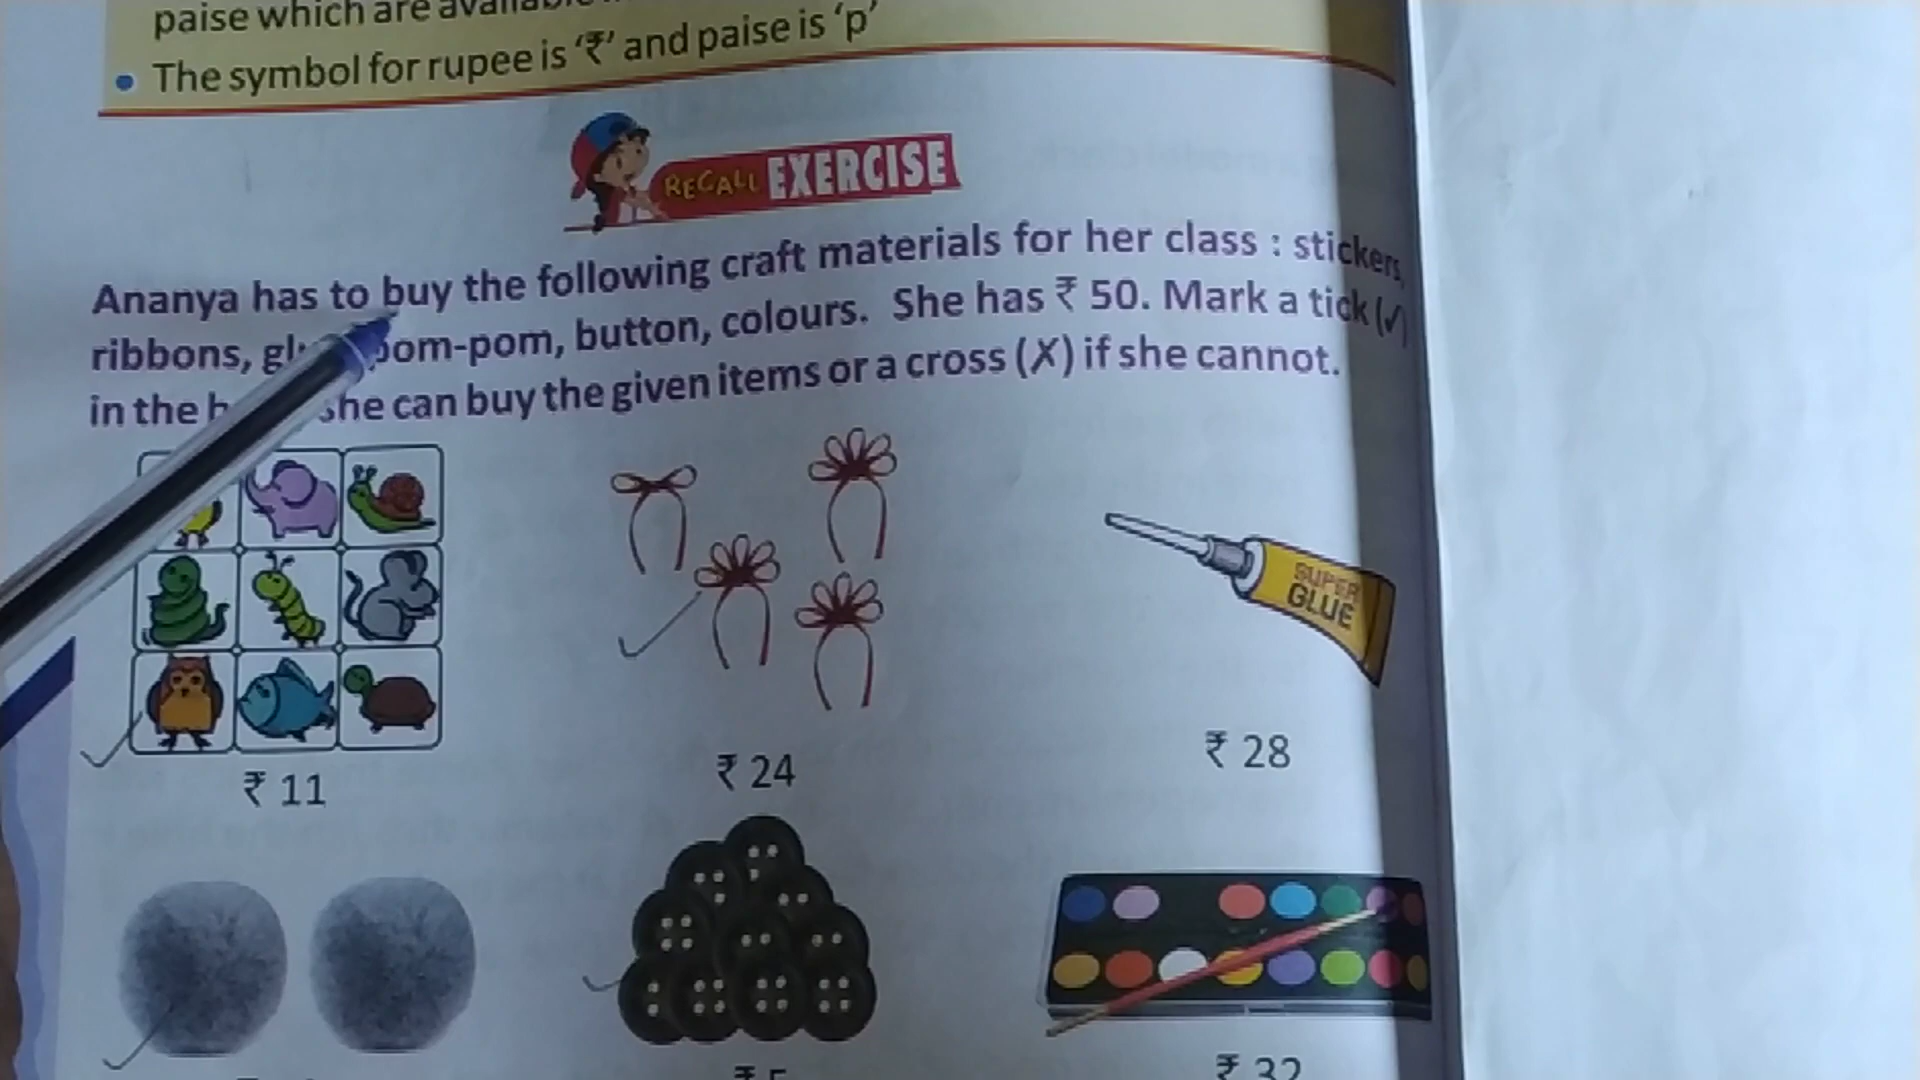 paise which are
• The symbol for rupee is ‘₹’ and paise is ‘p’
RECALL EXERCISE
Ananya has to buy the following craft materials for her class : stickers,
ribbons, pom-pom, button, colours. She has ₹ 50. Mark a tick (✓)
in the she can buy the given items or a cross (X) if she cannot.
SUPER
GLUE
₹ 11
₹ 24
₹ 28
₹ 5
₹ 32